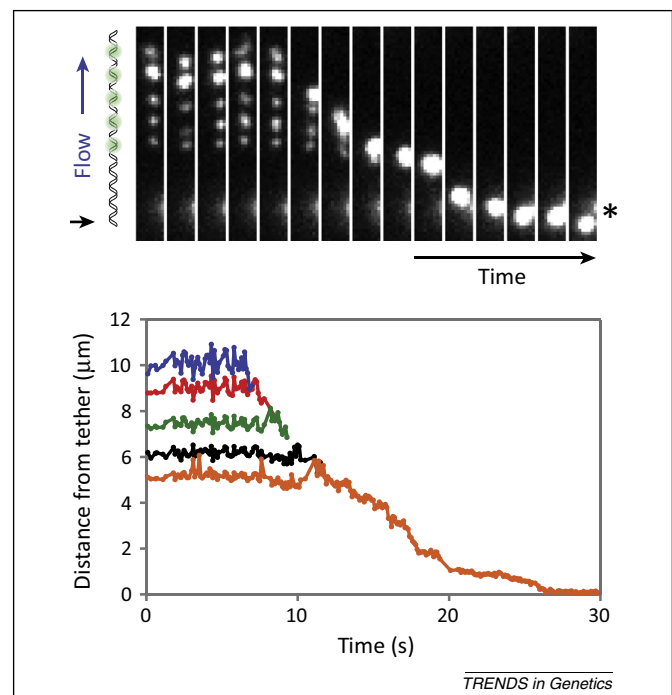 Flow
*
Time
Distance from tether (μm)
12
10
8
6
4
2
0
0
10
20
30
Time (s)
TRENDS in Genetics